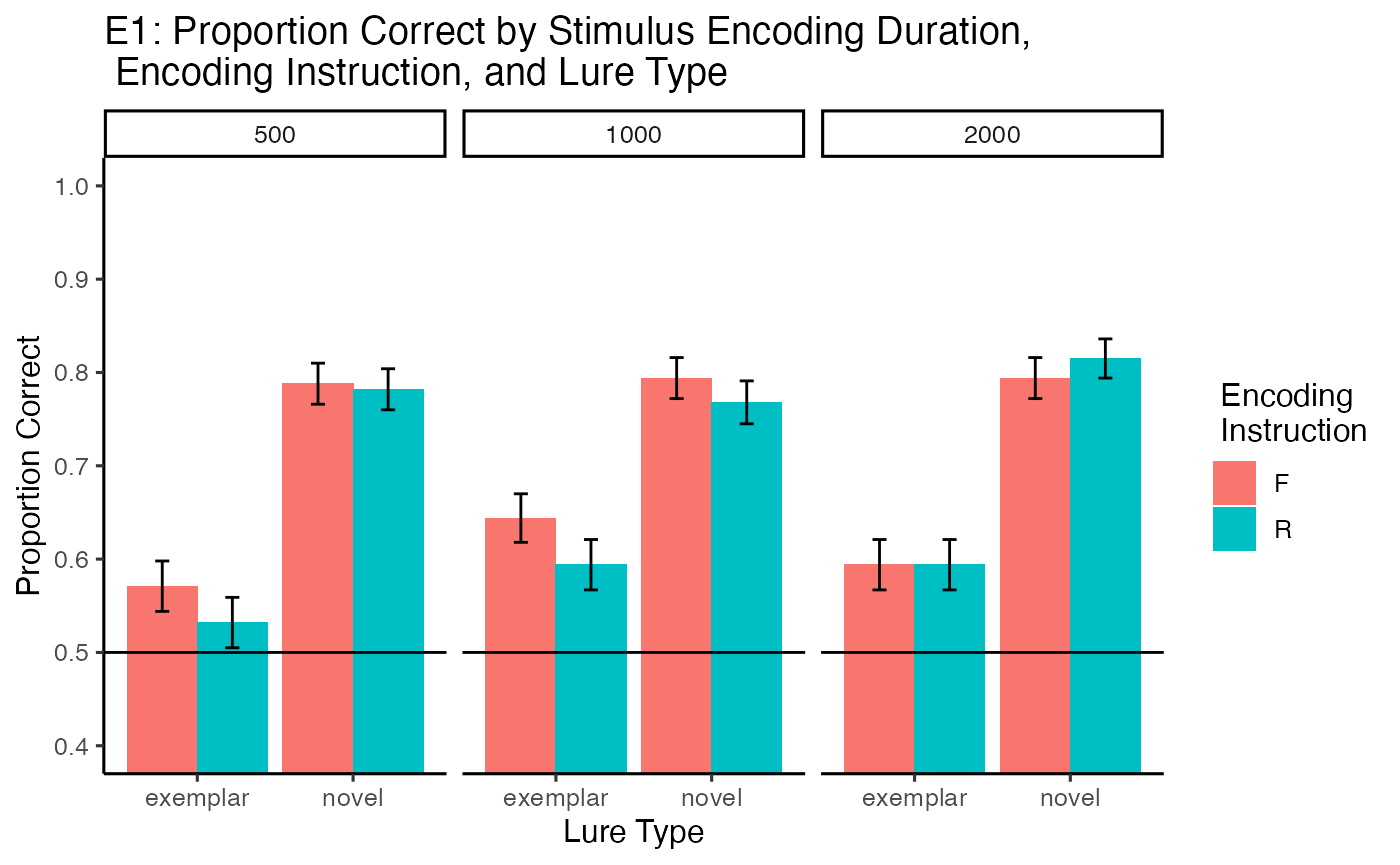 E1: Proportion Correct by Stimulus Encoding Duration,
Encoding Instruction, and Lure Type
500
1000
2000
1.0
0.9
0.8
0.7
0.6
0.5
0.4
Proportion Correct
exemplar
novel
exemplar
novel
exemplar
novel
Lure Type
Encoding
Instruction
F
R